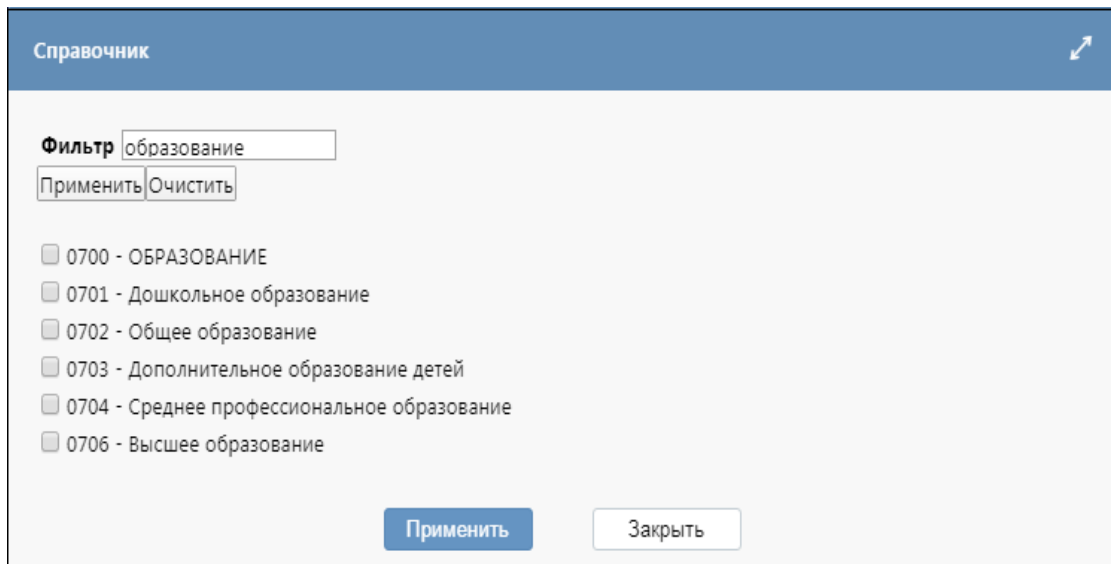 Справочник
Фильтр образование
Применить Очистить
0700 - ОБРАЗОВАНИЕ
0701 - Дошкольное образование
0702 - Общее образование
0703 - Дополнительное образование детей
0704 - Среднее профессиональное образование
0706 - Высшее образование
Применить Закрыть